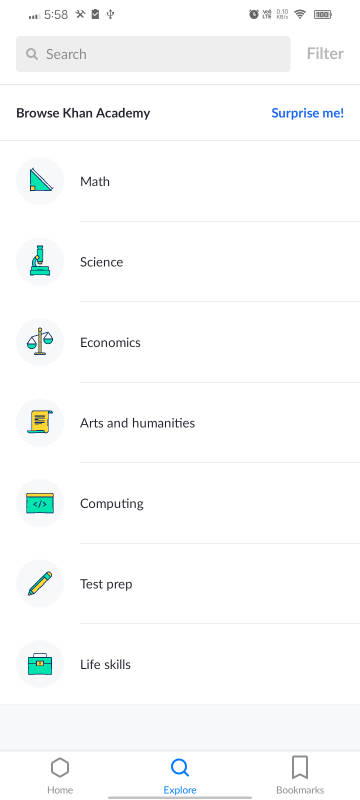 5:58 Vo) LTE 0.10 KB/s 100
Search Filter
Browse Khan Academy Surprise me!
Math
Science
Economics
Arts and humanities
</>
Computing
Test prep
Life skills
Home Explore Bookmarks